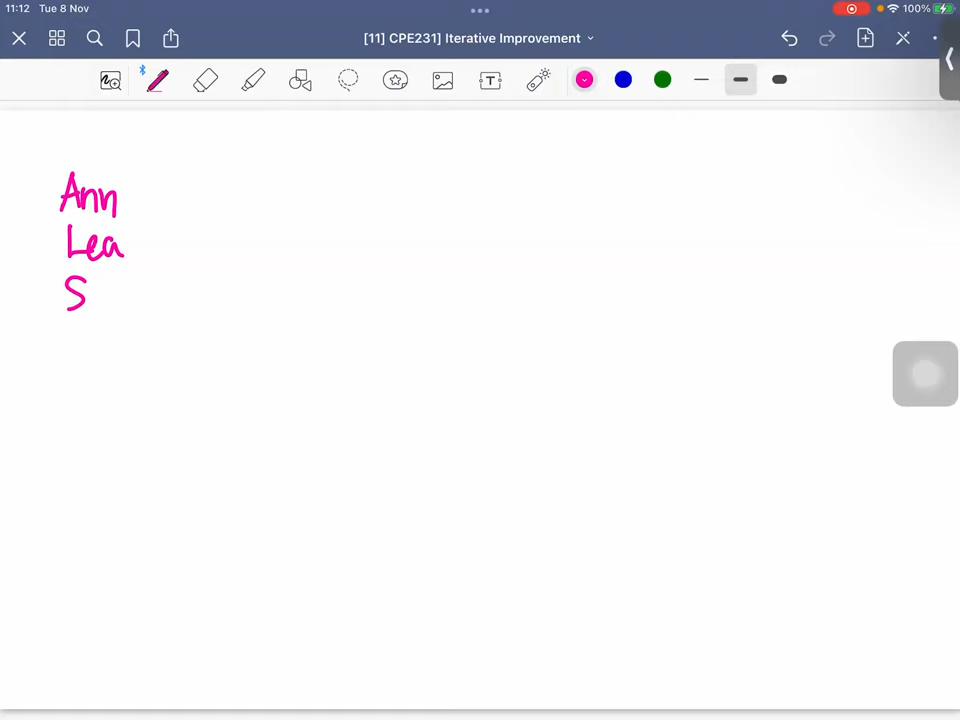 11:12 Tue 8 Nov 100%
[11] CPE231] Iterative Improvement
T
Ann
Lea
S